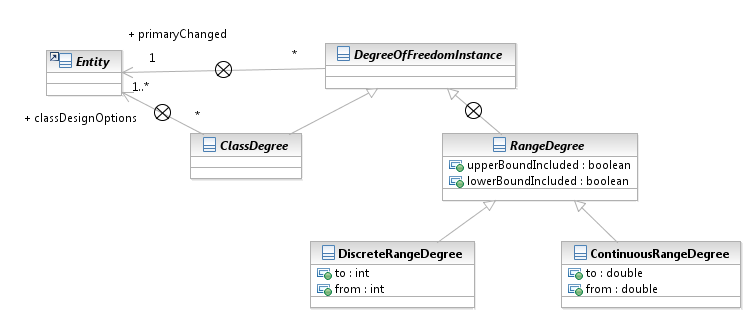 + primaryChanged
Entity
1
*
DegreeOfFreedomInstance
1..*
+ classDesignOptions
*
ClassDegree
RangeDegree
upperBoundIncluded : boolean
lowerBoundIncluded : boolean
DiscreteRangeDegree
to : int
from : int
ContinuousRangeDegree
to : double
from : double